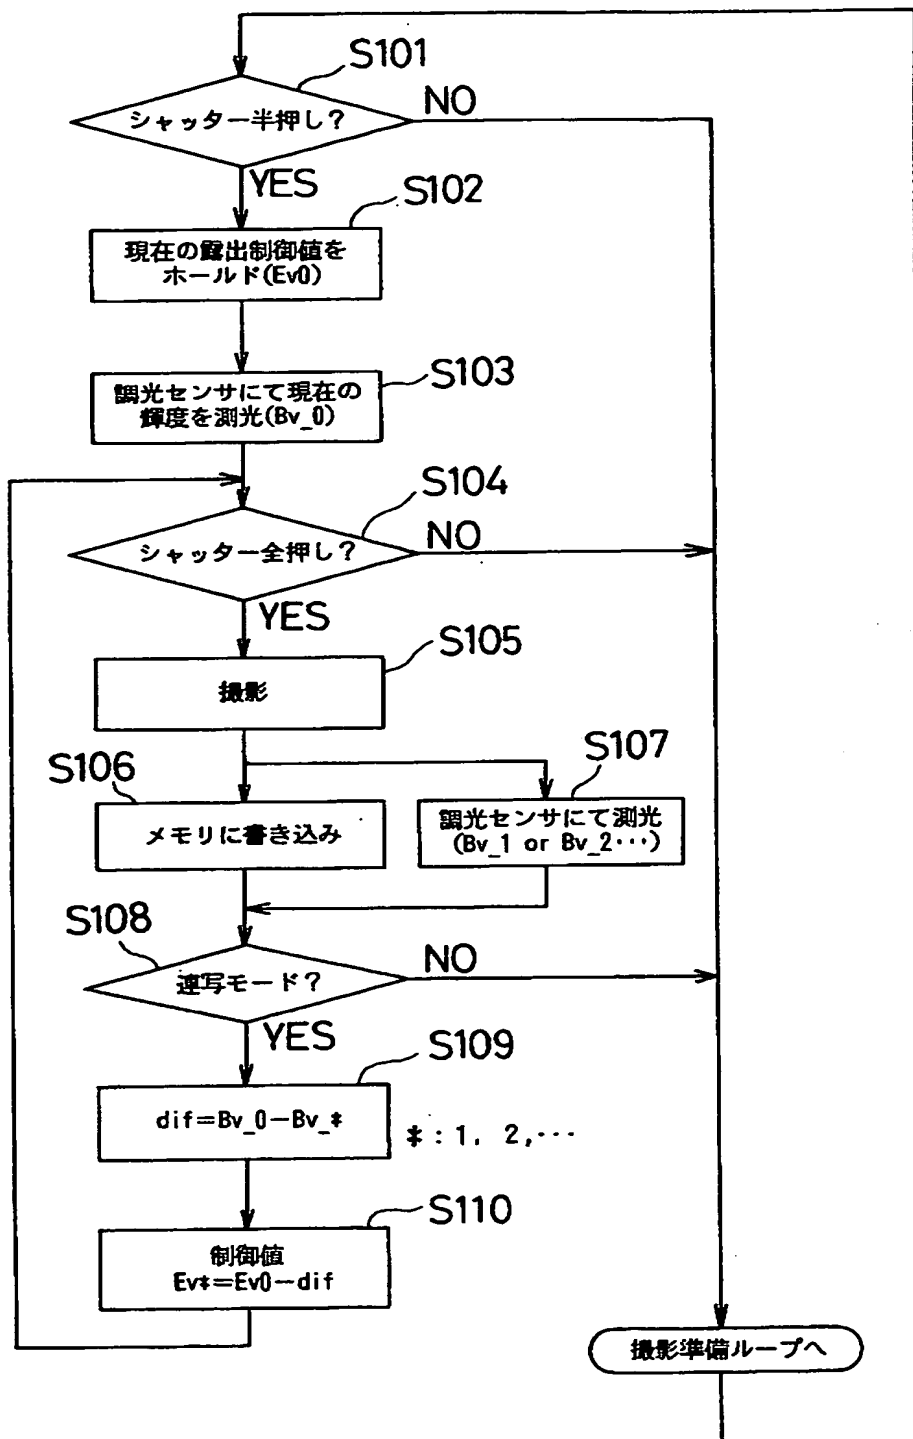 S101
シャッター半押し?
NO
YES
S102
現在の露出制御値を
ホールド(Ev0)
S103
調光センサにて現在の
輝度を測光(Bv_0)
S104
シャッター全押し?
NO
YES
S105
撮影
S106
メモリに書き込み
S107
調光センサにて測光
(Bv_1 or Bv_2・・・)
S108
連写モード?
NO
YES
S109
dif=Bv_0−Bv_*
*:1, 2,・・・
S110
制御値
Ev*=Ev0−dif
撮影準備ループへ